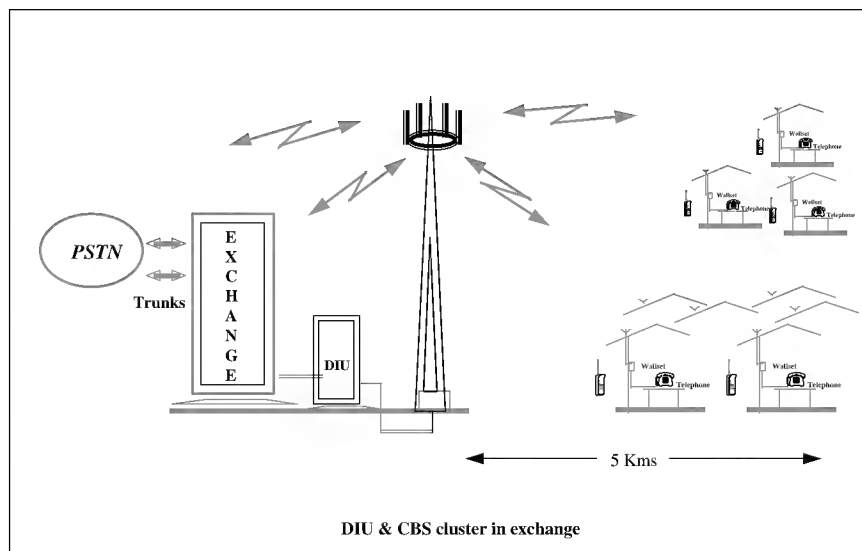 Wallset
Telephone
Wallset
Telephone
Wallset
Telephone
PSTN
Trunks
EXCHANGE
DIU
Wallset
Telephone
Wallset
Telephone
5 Kms
DIU & CBS cluster in exchange